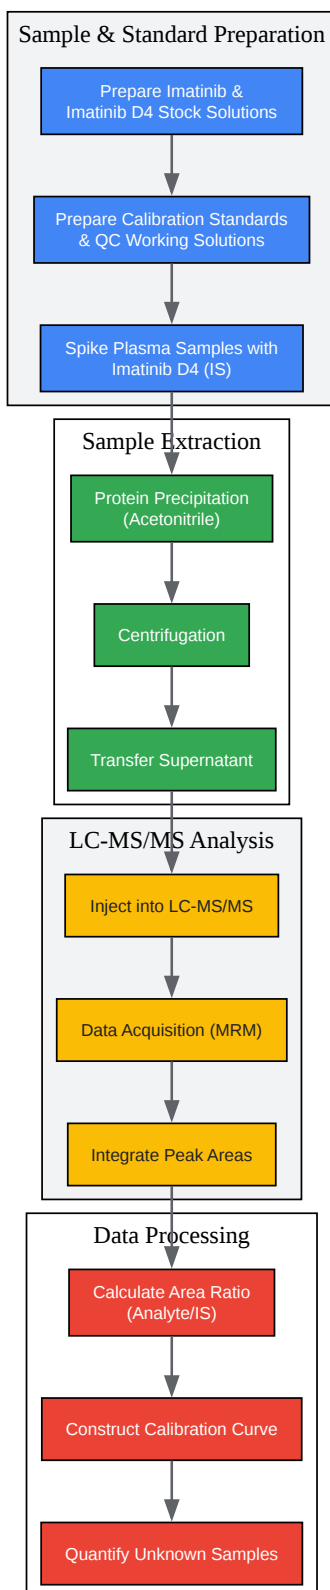 Sample & Standard Preparation
Prepare Imatinib &
Imatinib D4 Stock Solutions
Prepare Calibration Standards
& QC Working Solutions
Spike Plasma Samples with
Imatinib D4 (IS)
Sample Extraction
Protein Precipitation
(Acetonitrile)
Centrifugation
Transfer Supernatant
LC-MS/MS Analysis
Inject into LC-MS/MS
Data Acquisition (MRM)
Integrate Peak Areas
Data Processing
Calculate Area Ratio
(Analyte/IS)
Construct Calibration Curve
Quantify Unknown Samples